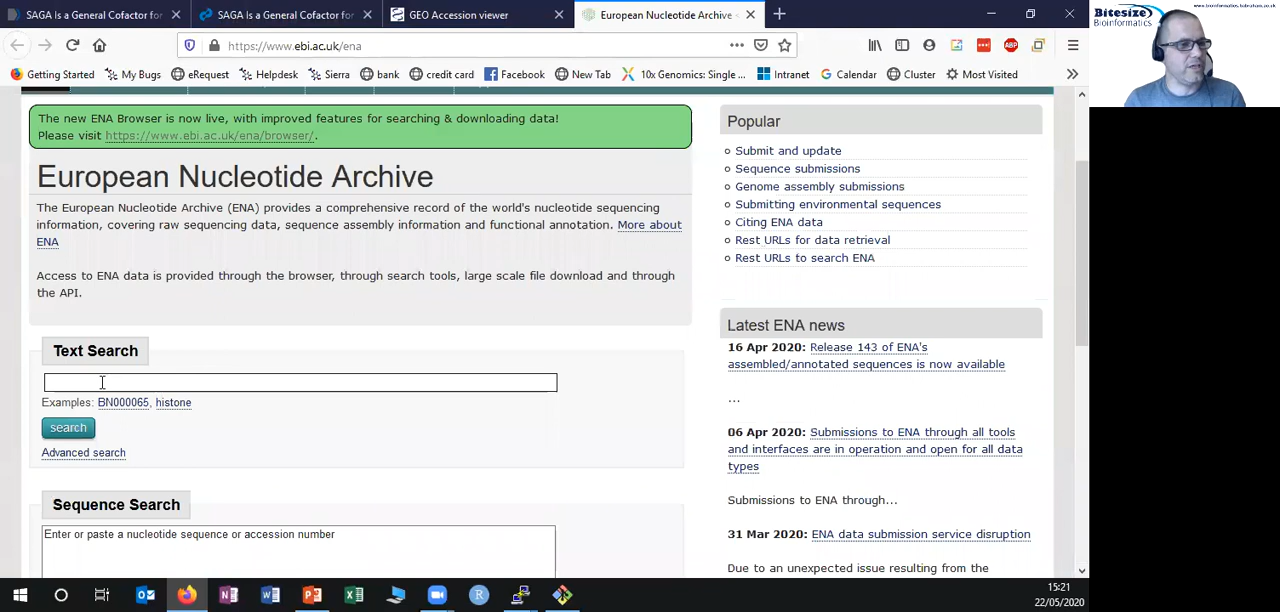 SAGA Is a General Cofactor for
SAGA Is a General Cofactor for
GEO Accession viewer
European Nucleotide Archive <
Bitesize
Bioinformatics
https://www.ebi.ac.uk/ena
ABP
Getting Started
My Bugs
eRequest
Helpdesk
Sierra
bank
credit card
Facebook
New Tab
10x Genomics: Single ...
Intranet
Calendar
Cluster
Most Visited
The new ENA Browser is now live, with improved features for searching & downloading data!
Please visit https://www.ebi.ac.uk/ena/browser/.
European Nucleotide Archive
The European Nucleotide Archive (ENA) provides a comprehensive record of the world's nucleotide sequencing
information, covering raw sequencing data, sequence assembly information and functional annotation. More about
ENA
Access to ENA data is provided through the browser, through search tools, large scale file download and through
the API.
Text Search
Examples: BN000065, histone
search
Advanced search
Sequence Search
Enter or paste a nucleotide sequence or accession number
Popular
Submit and update
Sequence submissions
Genome assembly submissions
Submitting environmental sequences
Citing ENA data
Rest URLs for data retrieval
Rest URLs to search ENA
Latest ENA news
16 Apr 2020: Release 143 of ENA's
assembled/annotated sequences is now available
...
06 Apr 2020: Submissions to ENA through all tools
and interfaces are in operation and open for all data
types
Submissions to ENA through...
31 Mar 2020: ENA data submission service disruption
Due to an unexpected issue resulting from the
15:21
22/05/2020